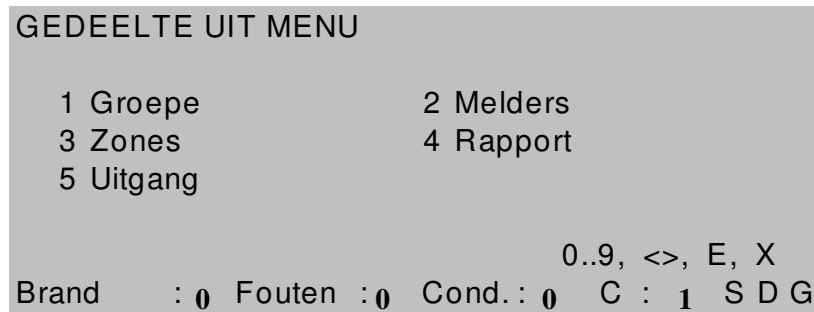 GEDEELTE UIT MENU
1 Groepe 2 Melders
3 Zones 4 Rapport
5 Uitgang
0..9, <>, E, X
Brand : 0 Fouten : 0 Cond. : 0 C : 1 S D G